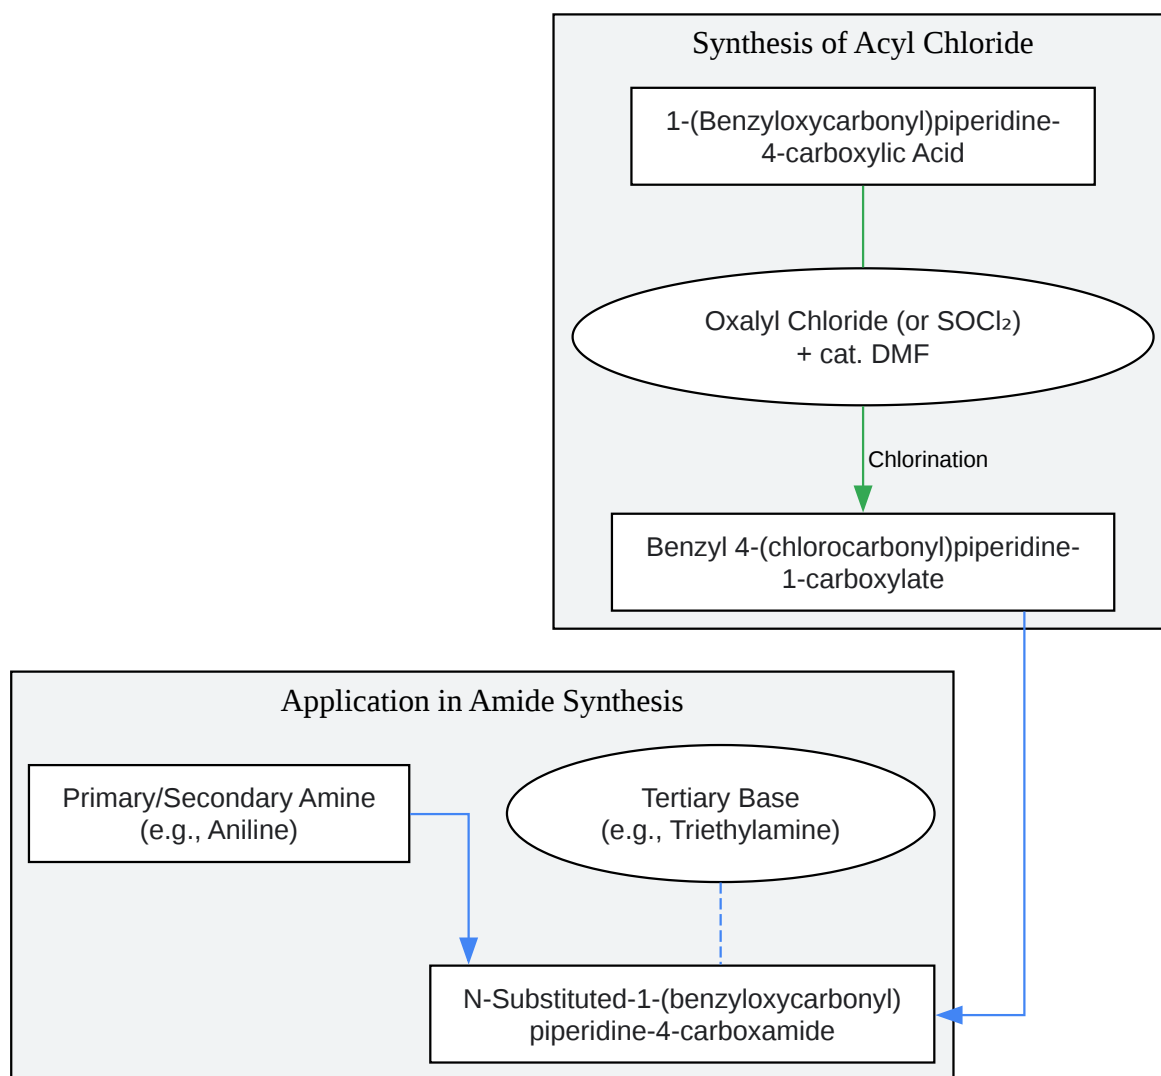 Synthesis of Acyl Chloride
1-(Benzyloxycarbonyl)piperidine-
4-carboxylic Acid
Oxalyl Chloride (or SOCl₂)
+ cat. DMF
Chlorination
Benzyl 4-(chlorocarbonyl)piperidine-
1-carboxylate
Application in Amide Synthesis
Primary/Secondary Amine
(e.g., Aniline)
Tertiary Base
(e.g., Triethylamine)
N-Substituted-1-(benzyloxycarbonyl)
piperidine-4-carboxamide